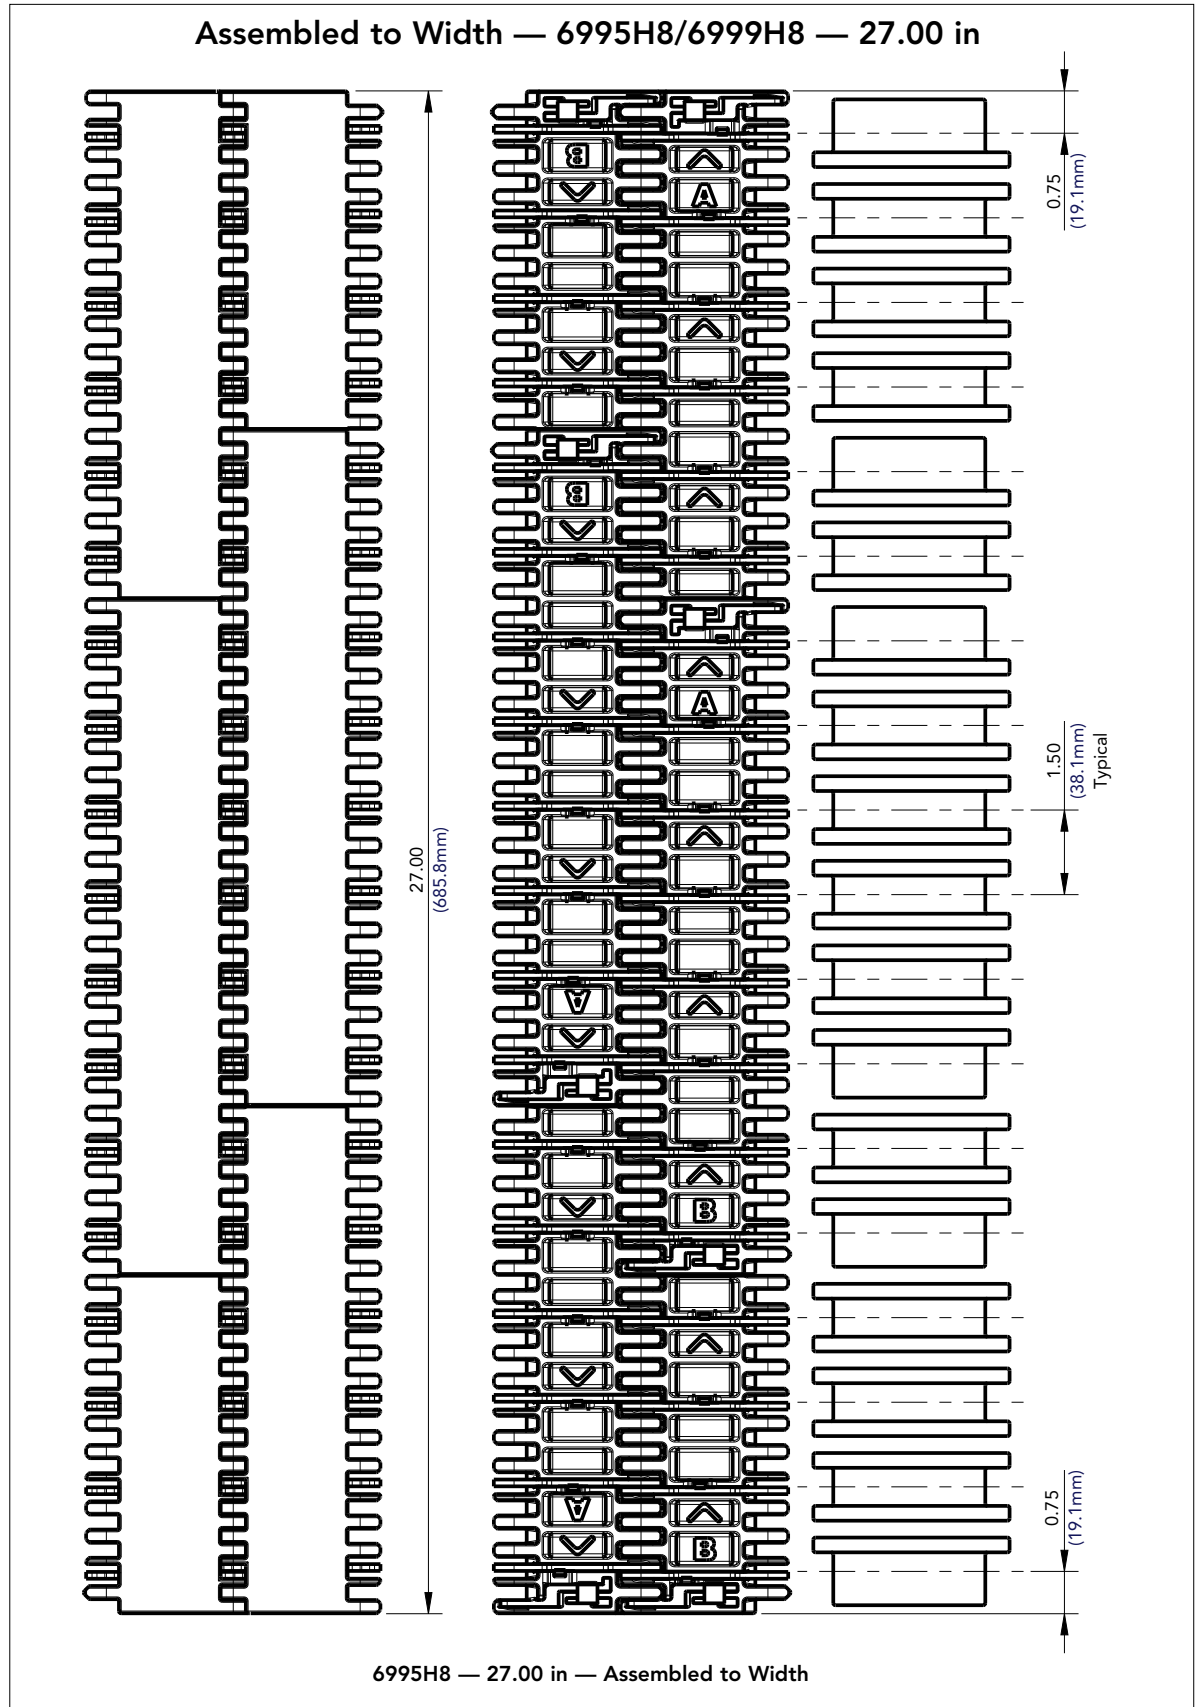 Assembled to Width — 6995H8/6999H8 — 27.00 in
0.75
(19.1mm)
B
A
B
A
1.50
(38.1mm)
Typical
27.00
(685.8mm)
A
B
A
B
0.75
(19.1mm)
6995H8 — 27.00 in — Assembled to Width